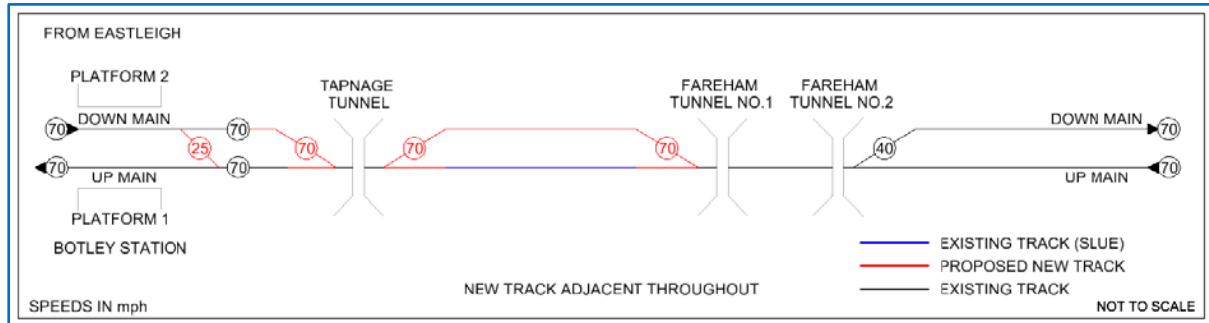 FROM EASTLEIGH
PLATFORM 2
TAPNAGE
TUNNEL
FAREHAM
TUNNEL NO.1
FAREHAM
TUNNEL NO.2
70 DOWN MAIN 70 DOWN MAIN 70
25 70 70 70 40
70 UP MAIN 70 UP MAIN 70
PLATFORM 1
BOTLEY STATION
EXISTING TRACK (SLUE)
PROPOSED NEW TRACK
EXISTING TRACK
NEW TRACK ADJACENT THROUGHOUT
SPEEDS IN mph
NOT TO SCALE